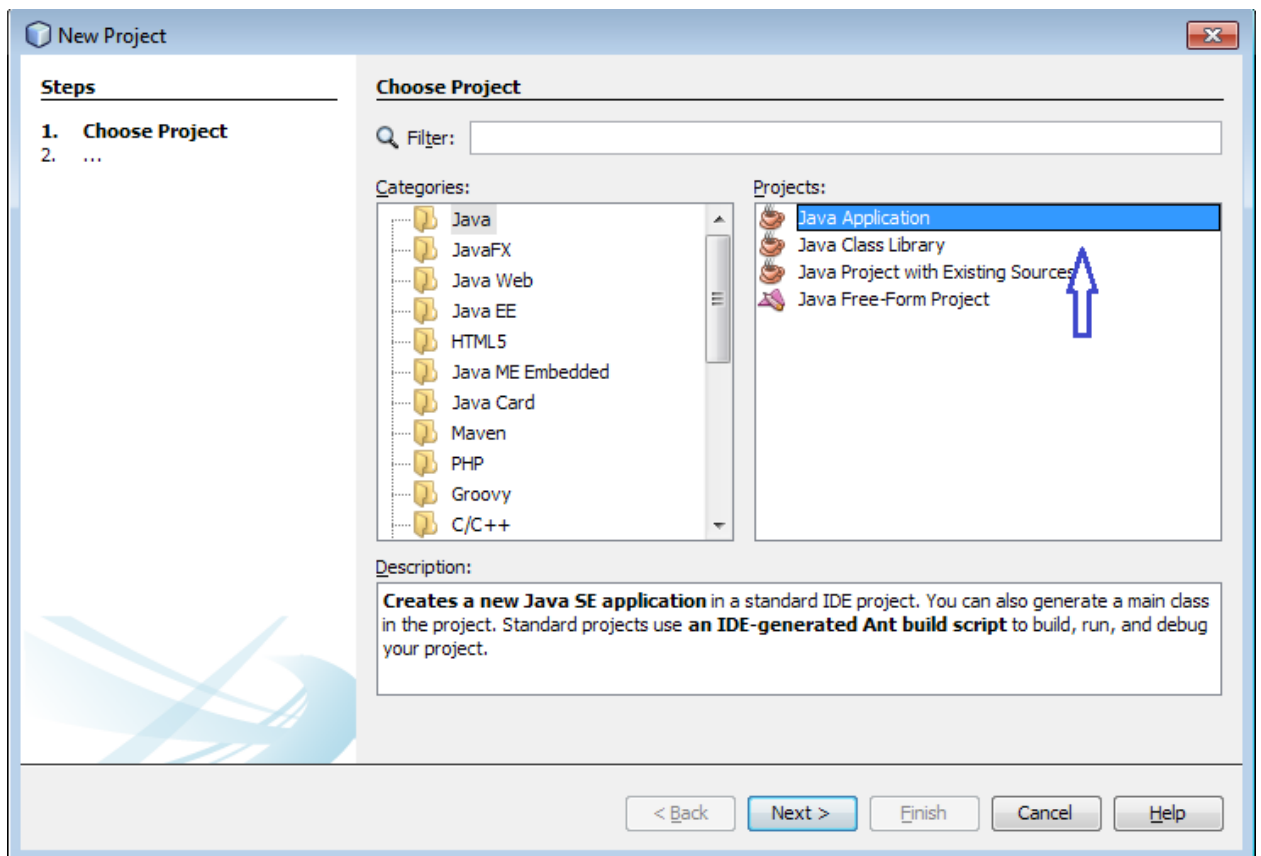 New Project
Steps
1. Choose Project
2. ...
Choose Project
Filter:
Categories:
Java
JavaFX
Java Web
Java EE
HTML5
Java ME Embedded
Java Card
Maven
PHP
Groovy
C/C++
Projects:
Java Application
Java Class Library
Java Project with Existing Sources
Java Free-Form Project
Description:
Creates a new Java SE application in a standard IDE project. You can also generate a main class
in the project. Standard projects use an IDE-generated Ant build script to build, run, and debug
your project.
< Back Next > Finish Cancel Help